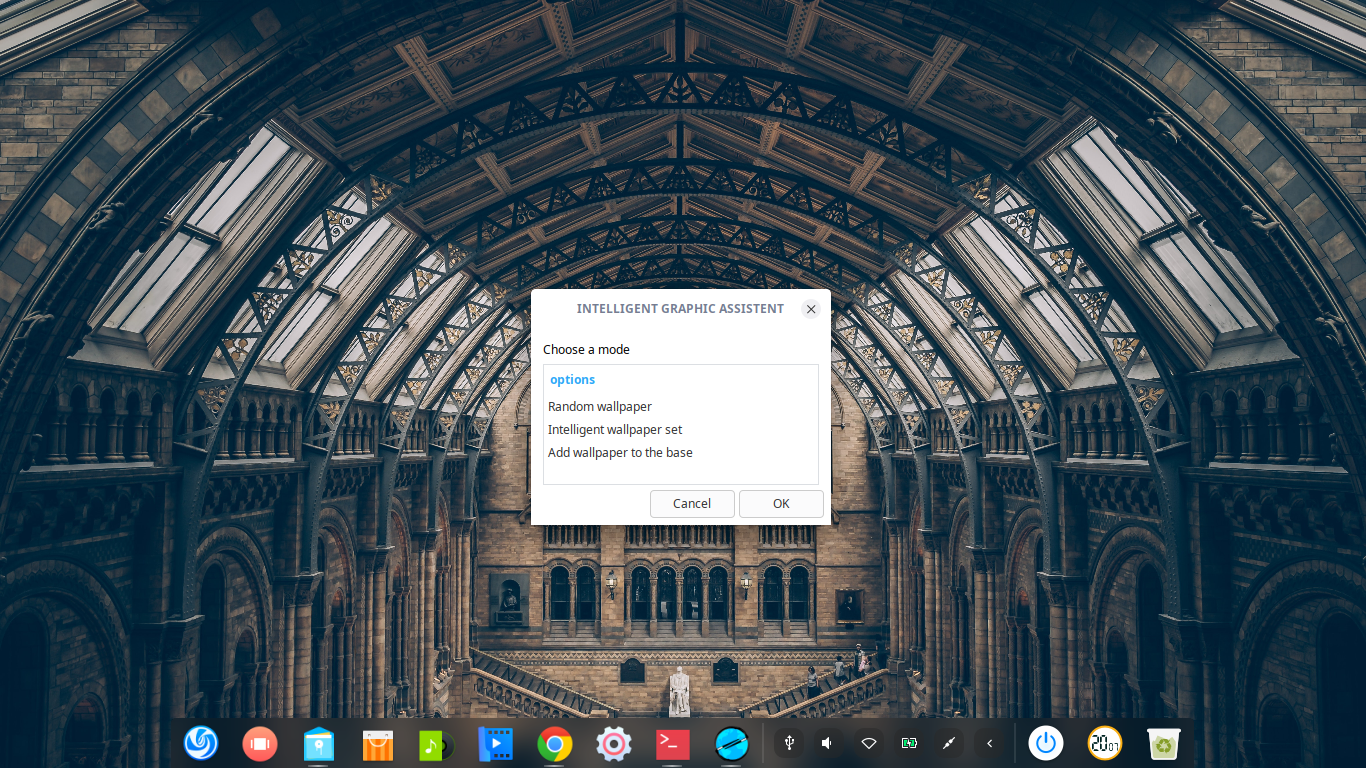 INTELLIGENT GRAPHIC ASSISTENT
Choose a mode
options
Random wallpaper
Intelligent wallpaper set
Add wallpaper to the base
Cancel
OK
20 07